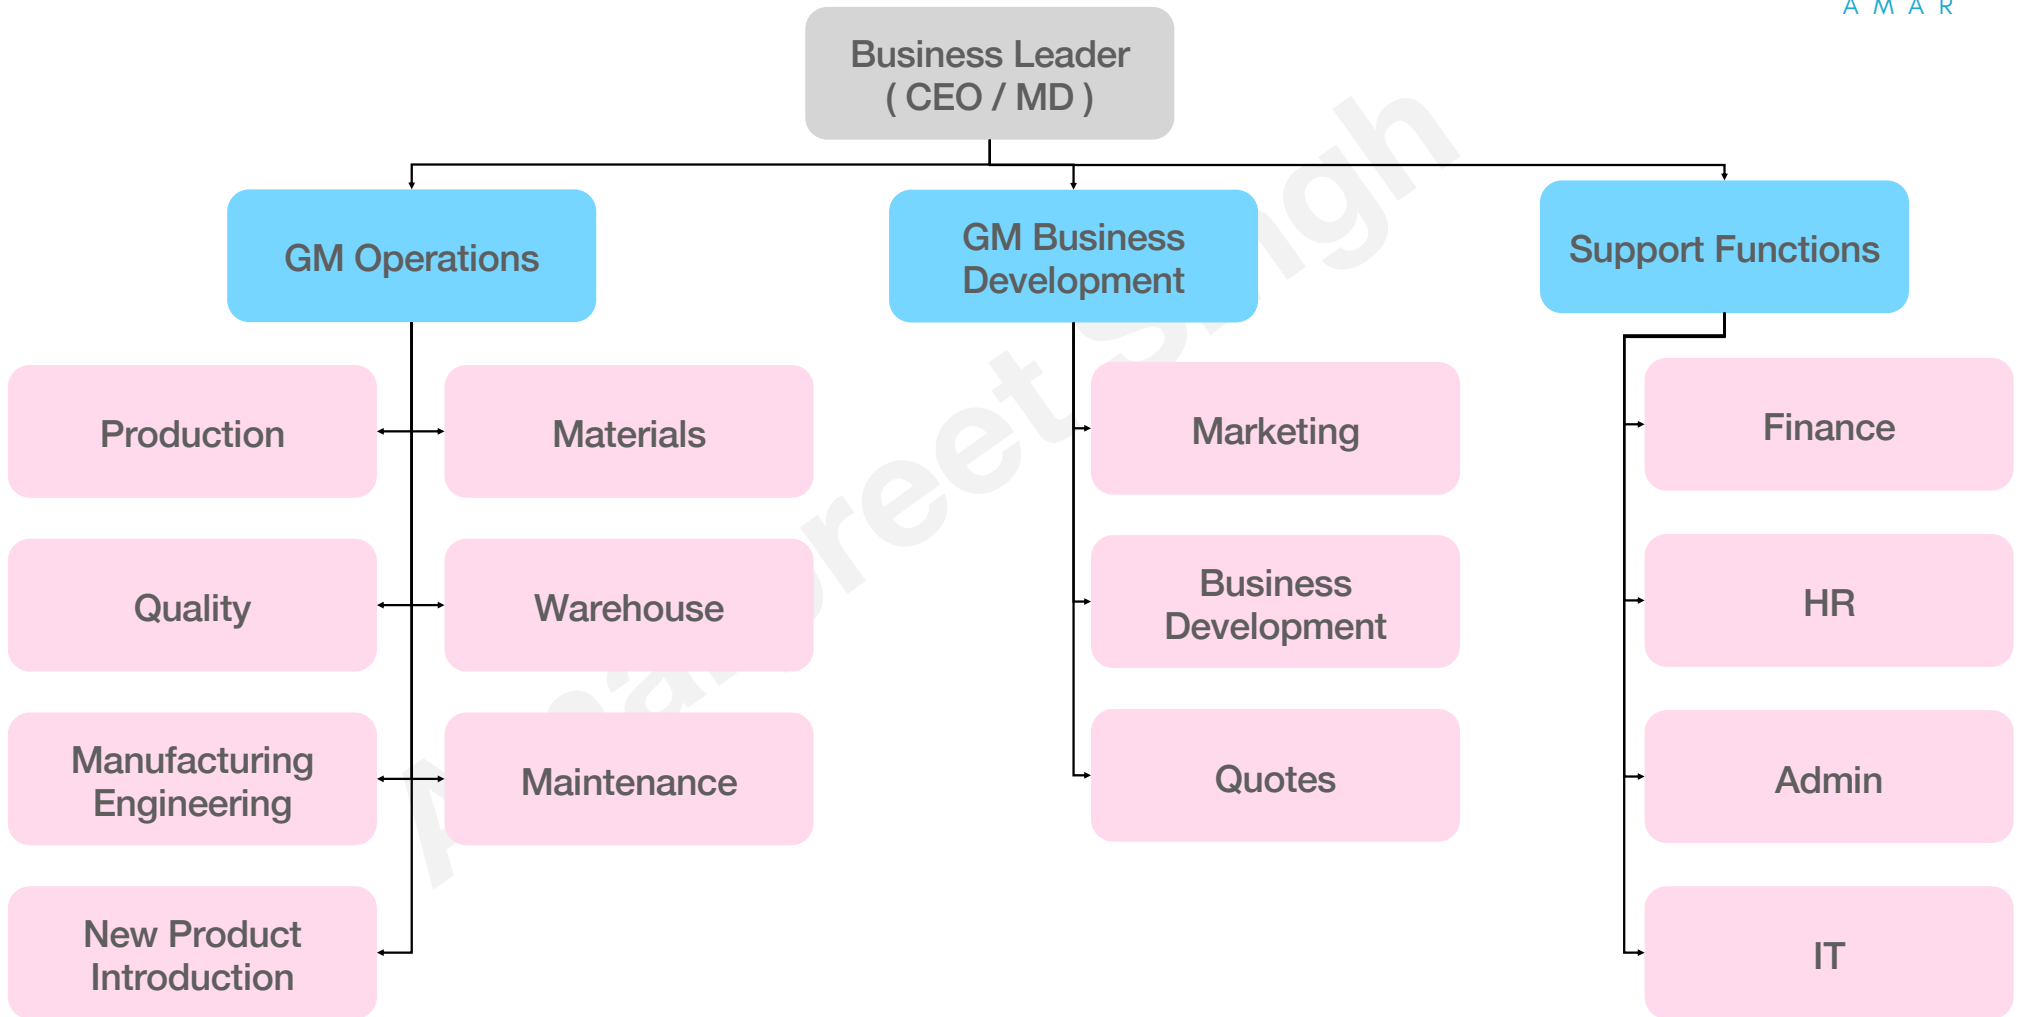 AMAR
Business Leader
( CEO / MD )
GM Operations
GM Business
Development
Support Functions
Production
Materials
Marketing
Finance
Quality
Warehouse
Business
Development
HR
Manufacturing
Engineering
Maintenance
Quotes
Admin
New Product
Introduction
IT